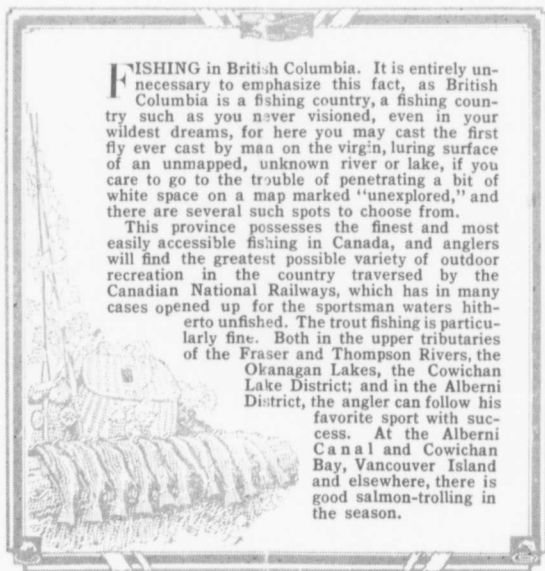 FISHING in British Columbia. It is entirely un-
necessary to emphasize this fact, as British
Columbia is a fishing country, a fishing coun-
try such as you never visioned, even in your
wildest dreams, for here you may cast the first
fly ever cast by man on the virgin, luring surface
of an unmapped, unknown river or lake, if you
care to go to the trouble of penetrating a bit of
white space on a map marked "unexplored," and
there are several such spots to choose from.
This province possesses the finest and most
easily accessible fishing in Canada, and anglers
will find the greatest possible variety of outdoor
recreation in the country traversed by the
Canadian National Railways, which has in many
cases opened up for the sportsman waters hith-
erto unfished. The trout fishing is particu-
larly fine. Both in the upper tributaries
of the Fraser and Thompson Rivers, the
Okanagan Lakes, the Cowichan
Lake District; and in the Alberni
District, the angler can follow his
favorite sport with suc-
cess. At the Alberni
Canal and Cowichan
Bay, Vancouver Island
and elsewhere, there is
good salmon-trolling in
the season.